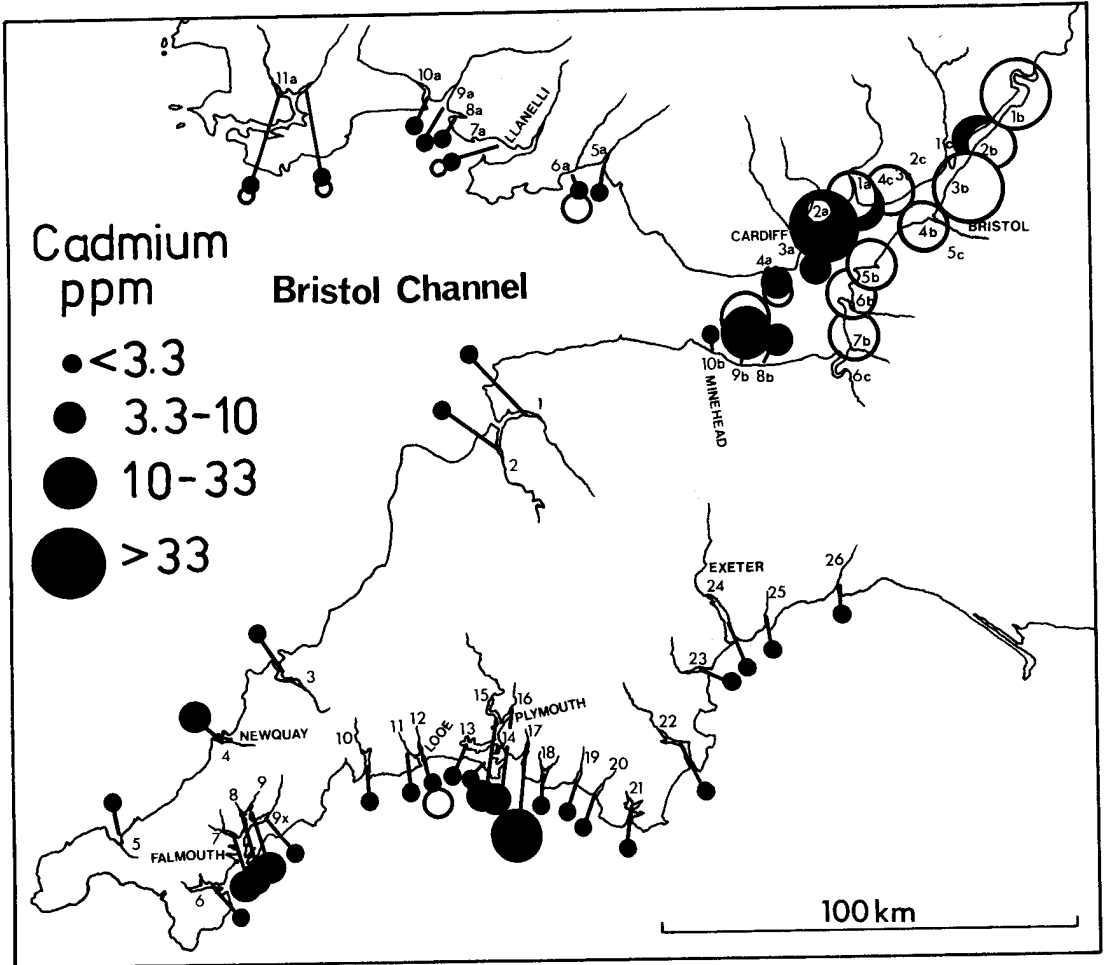 11a
10a
9a
8a
7a
LLANELLI
6a
5a
1b
1c
2b
2c
3c
4c
1a
3b
2a
CARDIFF
3a
4b
BRISTOL
5c
4a
5b
6b
7b
6c
10b
9b
8b
MINEHEAD
Cadmium
ppm
<3.3
3.3-10
10-33
>33
Bristol Channel
1
2
3
NEWQUAY
4
5
FALMOUTH
6
7
8
9
9x
10
11
12
LOOE
13
14
15
16
PLYMOUTH
17
18
19
20
21
22
23
24
EXETER
25
26
100 km